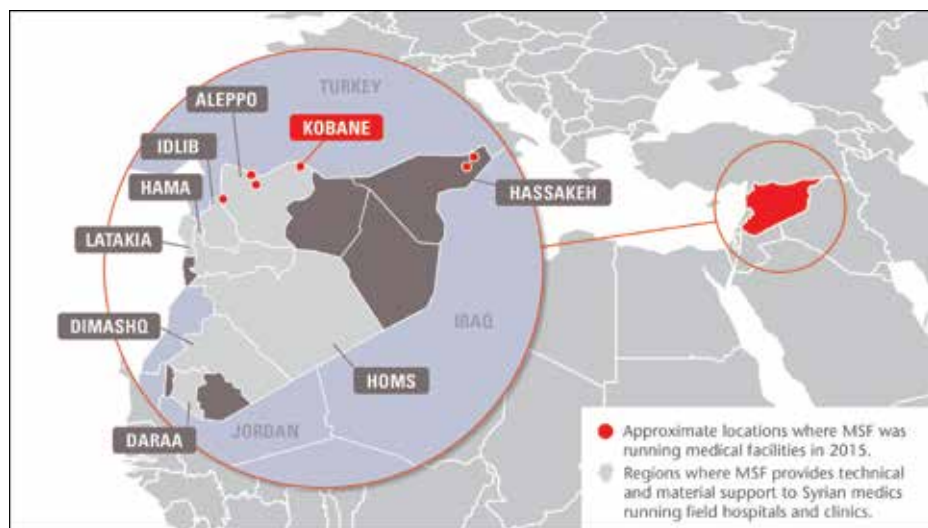 TURKEY
ALEPPO
KOBANE
IDLIB
HAMA
HASSAKEH
LATAKIA
DIMASHQ
IRAQ
HOMS
DARAA
JORDAN
Approximate locations where MSF was
running medical facilities in 2015.
Regions where MSF provides technical
and material support to Syrian medics
running field hospitals and clinics.